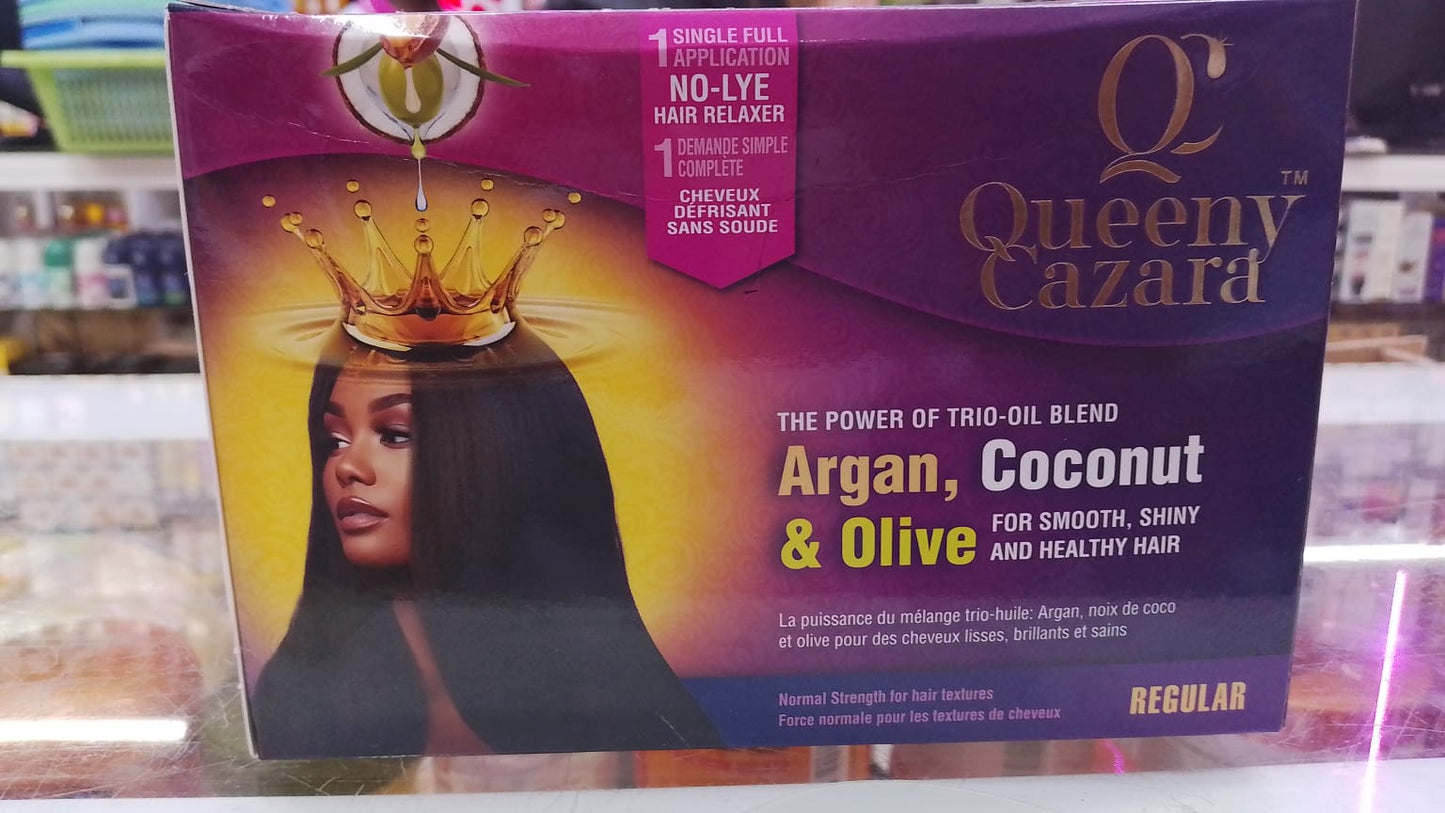 1 SINGLE FULL
APPLICATION
NO-LYE
HAIR RELAXER
1 DEMANDE SIMPLE
COMPLÈTE
CHEVEUX
DÉFRISANT
SANS SOUDE
Q
Queeny TM
Cazara
THE POWER OF TRIO-OIL BLEND
Argan, Coconut
& Olive FOR SMOOTH, SHINY
AND HEALTHY HAIR
La puissance du mélange trio-huile: Argan, noix de coco
et olive pour des cheveux lisses, brillants et sains
Normal Strength for hair textures
Force normale pour les textures de cheveux
REGULAR